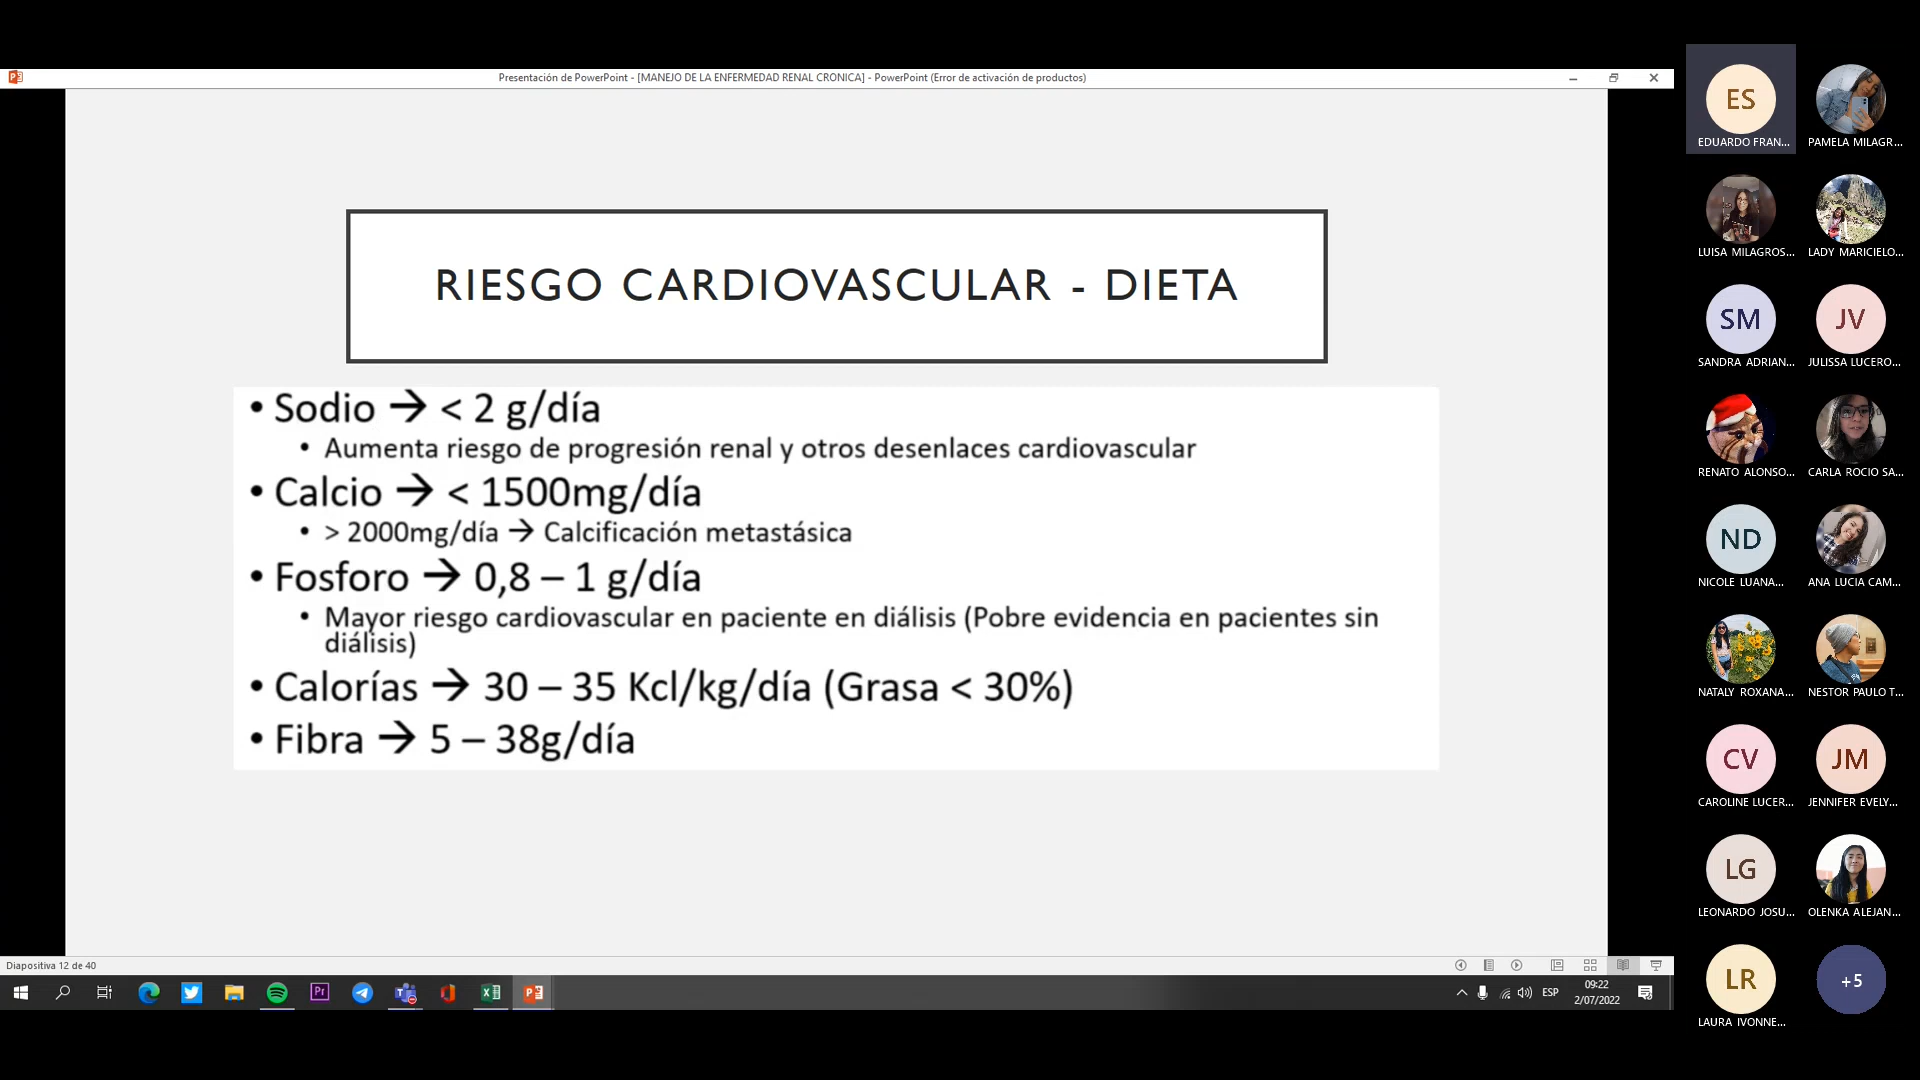 Presentación de PowerPoint - [MANEJO DE LA ENFERMEDAD RENAL CRONICA] - PowerPoint (Error de activación de productos)
RIESGO CARDIOVASCULAR - DIETA
• Sodio → < 2 g/día
• Aumenta riesgo de progresión renal y otros desenlaces cardiovascular
• Calcio → < 1500mg/día
• > 2000mg/día → Calcificación metastásica
• Fosforo → 0,8 – 1 g/día
• Mayor riesgo cardiovascular en paciente en diálisis (Pobre evidencia en pacientes sin
diálisis)
• Calorías → 30 – 35 Kcl/kg/día (Grasa < 30%)
• Fibra → 5 – 38g/día
Diapositiva 12 de 40
Pr
ESP
09:22
2/07/2022
ES
EDUARDO FRAN...
PAMELA MILAGR...
LUISA MILAGROS...
LADY MARICIELO...
SM
SANDRA ADRIAN...
JV
JULISSA LUCERO...
RENATO ALONSO...
CARLA ROCIO SA...
ND
NICOLE LUANA...
ANA LUCIA CAM...
NATALY ROXANA...
NESTOR PAULO T...
CV
CAROLINE LUCER...
JM
JENNIFER EVELY...
LG
LEONARDO JOSU...
OLENKA ALEJAN...
LR
LAURA IVONNE...
+5